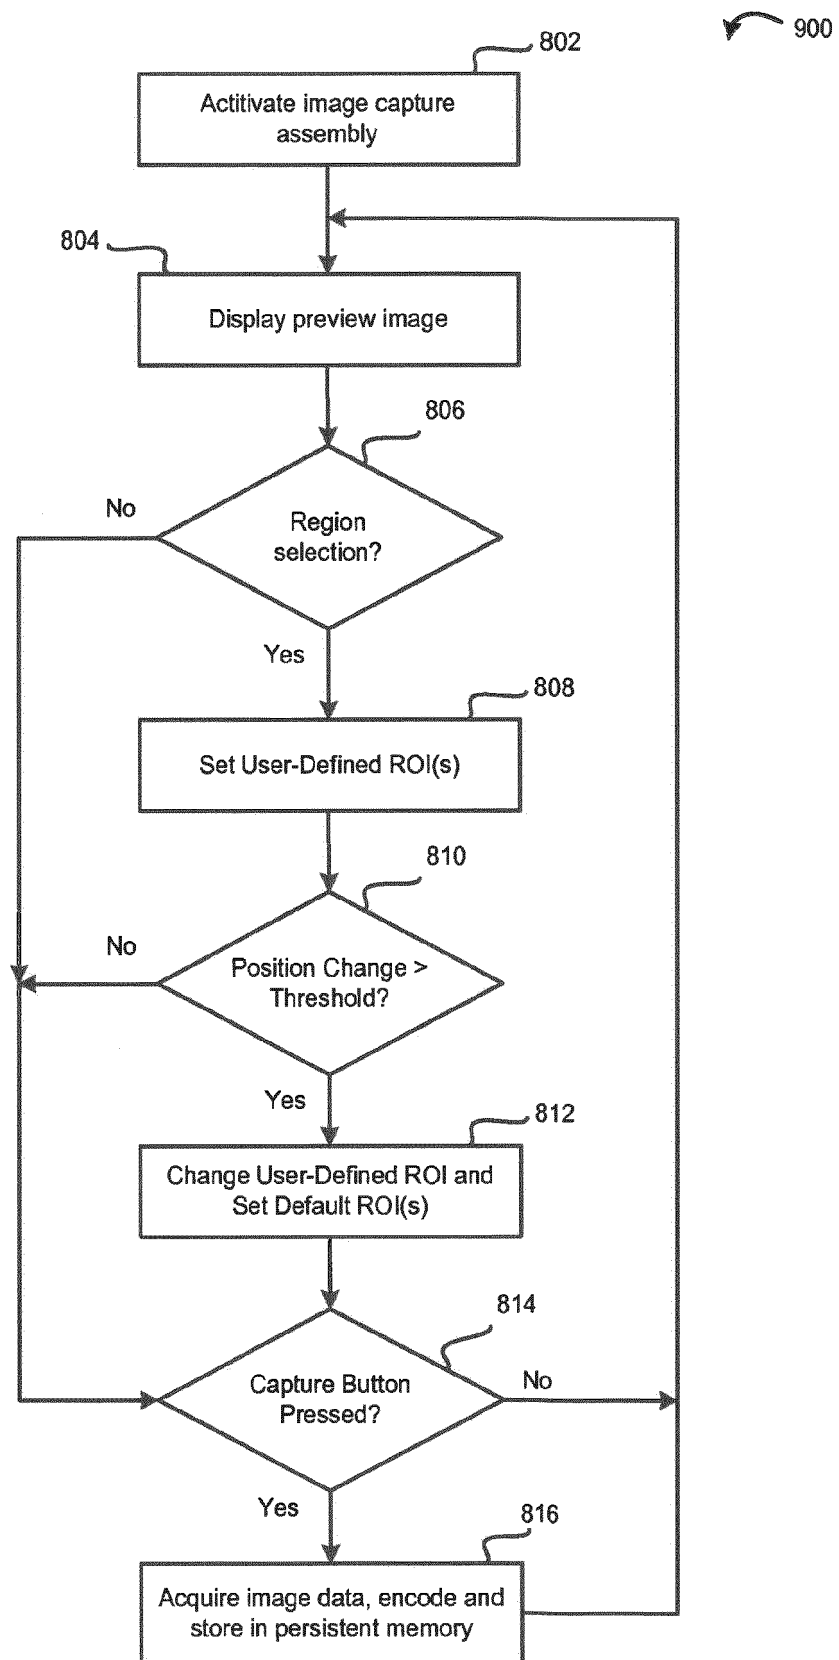 900
802
Actitivate image capture
assembly
804
Display preview image
806
No
Region
selection?
Yes
808
Set User-Defined ROI(s)
810
No
Position Change >
Threshold?
Yes
812
Change User-Defined ROI and
Set Default ROI(s)
814
Capture Button
Pressed?
No
Yes
816
Acquire image data, encode and
store in persistent memory